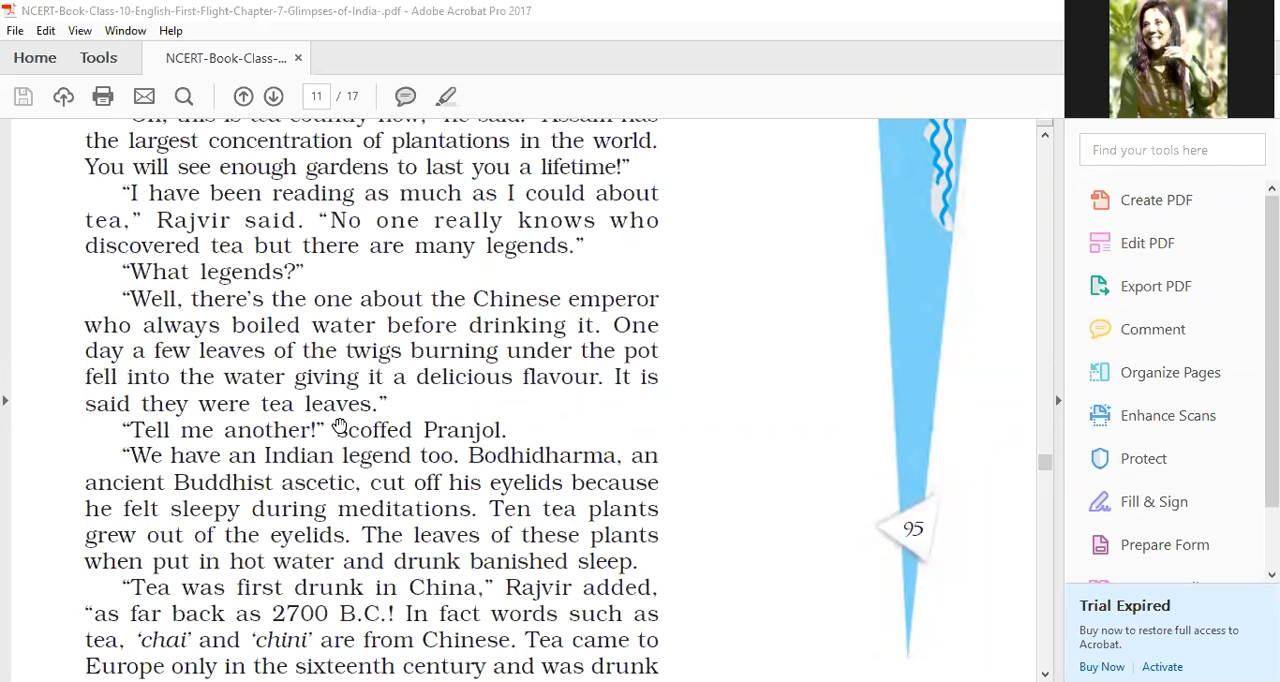 NCERT-Book-Class-10-English-First-Flight-Chapter-7-Glimpses-of-India-.pdf - Adobe Acrobat Pro 2017
File Edit View Window Help
Home Tools NCERT-Book-Class-... ×
11 / 17
"Oh, this is tea country now," he said. "Assam has
the largest concentration of plantations in the world.
You will see enough gardens to last you a lifetime!"
"I have been reading as much as I could about
tea," Rajvir said. "No one really knows who
discovered tea but there are many legends."
"What legends?"
"Well, there's the one about the Chinese emperor
who always boiled water before drinking it. One
day a few leaves of the twigs burning under the pot
fell into the water giving it a delicious flavour. It is
said they were tea leaves."
"Tell me another!" scoffed Pranjol.
"We have an Indian legend too. Bodhidharma, an
ancient Buddhist ascetic, cut off his eyelids because
he felt sleepy during meditations. Ten tea plants
grew out of the eyelids. The leaves of these plants
when put in hot water and drunk banished sleep.
"Tea was first drunk in China," Rajvir added,
"as far back as 2700 B.C.! In fact words such as
tea, 'chai' and 'chini' are from Chinese. Tea came to
Europe only in the sixteenth century and was drunk
95
Find your tools here
Create PDF
Edit PDF
Export PDF
Comment
Organize Pages
Enhance Scans
Protect
Fill & Sign
Prepare Form
Trial Expired
Buy now to restore full access to
Acrobat.
Buy Now Activate